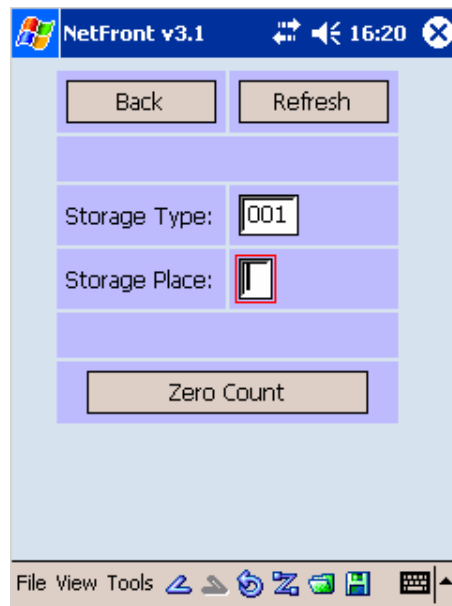 NetFront v3.1 16:20
Back Refresh
Storage Type: 001
Storage Place:
Zero Count
File View Tools